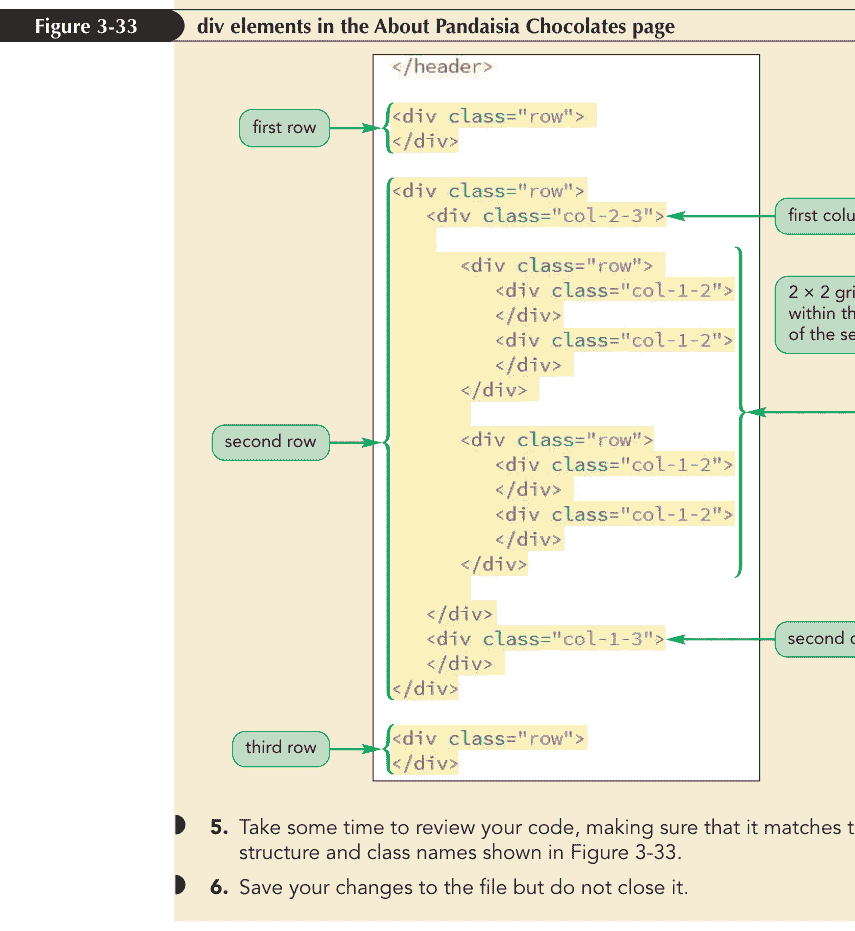 Figure 3-33
div elements in the About Pandaisia Chocolates page
</header>
first row
<div class="row">
</div>
<div class="row">
<div class="col-2-3">
first colu
<div class="row">
<div class="col-1-2">
</div>
<div class="col-1-2">
</div>
</div>
2 × 2 gri
within th
of the se
second row
<div class="row">
<div class="col-1-2">
</div>
<div class="col-1-2">
</div>
</div>
</div>
<div class="col-1-3">
second c
</div>
</div>
third row
<div class="row">
</div>
5. Take some time to review your code, making sure that it matches t
structure and class names shown in Figure 3-33.
6. Save your changes to the file but do not close it.